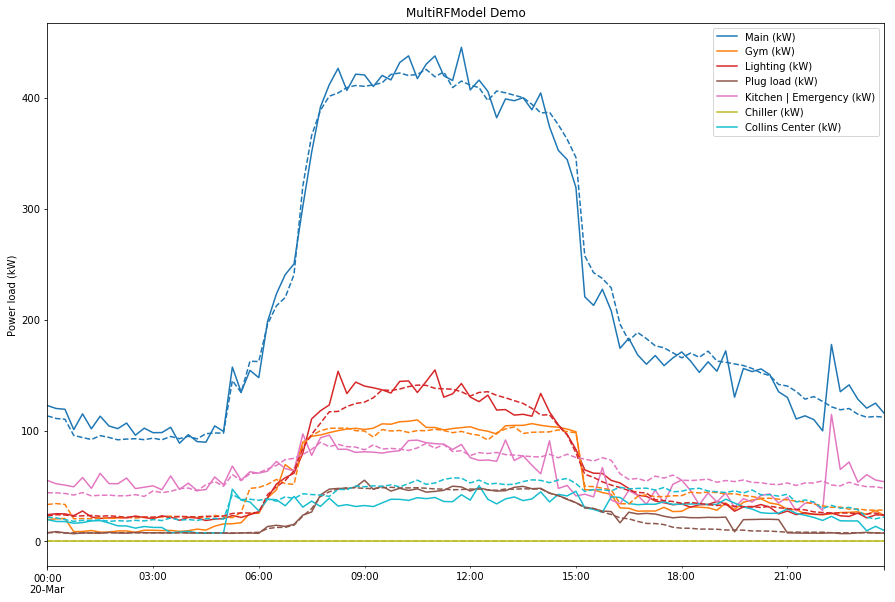 MultiRFModel Demo
Main (kW)
Gym (kW)
Lighting (kW)
Plug load (kW)
Kitchen | Emergency (kW)
Chiller (kW)
Collins Center (kW)
Power load (kW)
400
300
200
100
0
00:00
20-Mar
03:00
06:00
09:00
12:00
15:00
18:00
21:00